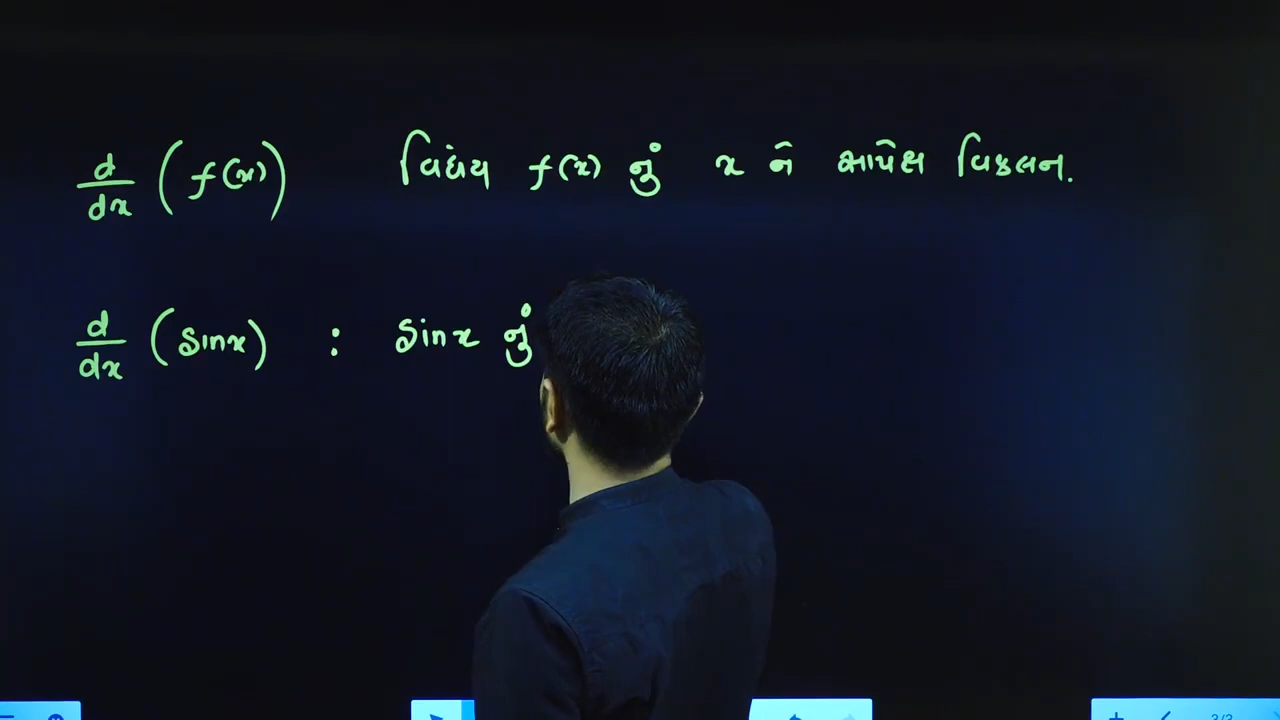 d/dx (f(x)) વિધેય f(x) નું x ને સાપેક્ષ વિકલન.
d/dx (sinx) : sinx નું